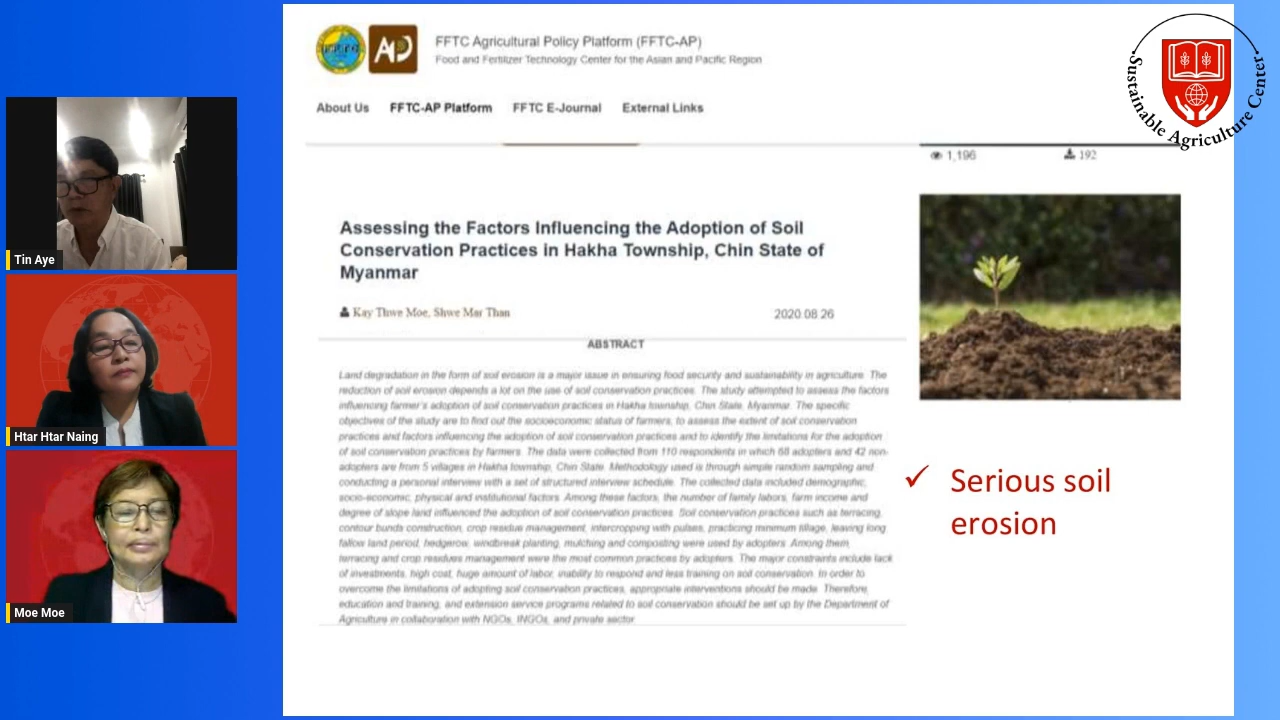 FFTC Agricultural Policy Platform (FFTC-AP)
Food and Fertilizer Technology Center for the Asian and Pacific Region
About Us FFTC-AP Platform FFTC E-Journal External Links
1,196 192
Sustainable Agriculture Center
Assessing the Factors Influencing the Adoption of Soil
Conservation Practices in Hakha Township, Chin State of
Myanmar
Kay Thwe Moe, Shwe Mar Than 2020 08 26
ABSTRACT
Land degradation in the form of soil erosion is a major issue in ensuring food security and sustainability in agriculture. The
reduction of soil erosion depends a lot on the use of soil conservation practices. The study attempted to assess the factors
influencing farmer's adoption of soil conservation practices in Hakha township, Chin State, Myanmar. The specific
objectives of the study are to find out the socioeconomic status of farmers, to assess the extent of soil conservation
practices and factors influencing the adoption of soil conservation practices and to identify the limitations for the adoption
of soil conservation practices by farmers. The data were collected from 110 respondents in which 68 adopters and 42 non-
adopters are from 5 villages in Hakha township, Chin State. Methodology used is through simple random sampling and
conducting a personal interview with a set of structured interview schedule. The collected data included demographic,
socio-economic, physical and institutional factors. Among these factors, the number of family labors, farm income and
degree of slope land influenced the adoption of soil conservation practices. Soil conservation practices such as terracing,
contour bunds construction, crop residue management, intercropping with pulses, practicing minimum tillage, leaving long
fallow land period, hedgerow, windbreak planting, mulching and composting were used by adopters. Among them,
terracing and crop residues management were the most common practices by adopters. The major constraints include lack
of investments, high cost, huge amount of labor, inability to respond and less training on soil conservation. In order to
overcome the limitations of adopting soil conservation practices, appropriate interventions should be made. Therefore,
education and training, and extension service programs related to soil conservation should be set up by the Department of
Agriculture in collaboration with NGOs, INGOs, and private sector
✓ Serious soil
erosion
Tin Aye
Htar Htar Naing
Moe Moe